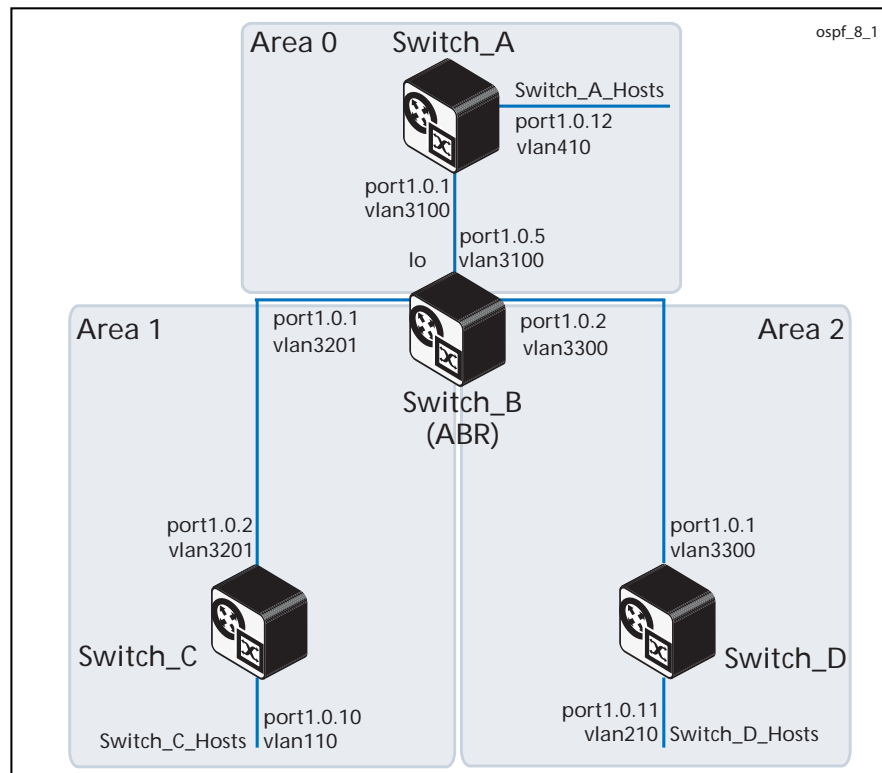 ospf_8_1
Area 0
Switch_A
Switch_A_Hosts
port1.0.12
vlan410
port1.0.1
vlan3100
port1.0.5
lo vlan3100
Area 1
port1.0.1
vlan3201
port1.0.2
vlan3300
Area 2
Switch_B
(ABR)
port1.0.2
vlan3201
port1.0.1
vlan3300
Switch_C
Switch_D
port1.0.10
Switch_C_Hosts vlan110
port1.0.11
vlan210 Switch_D_Hosts